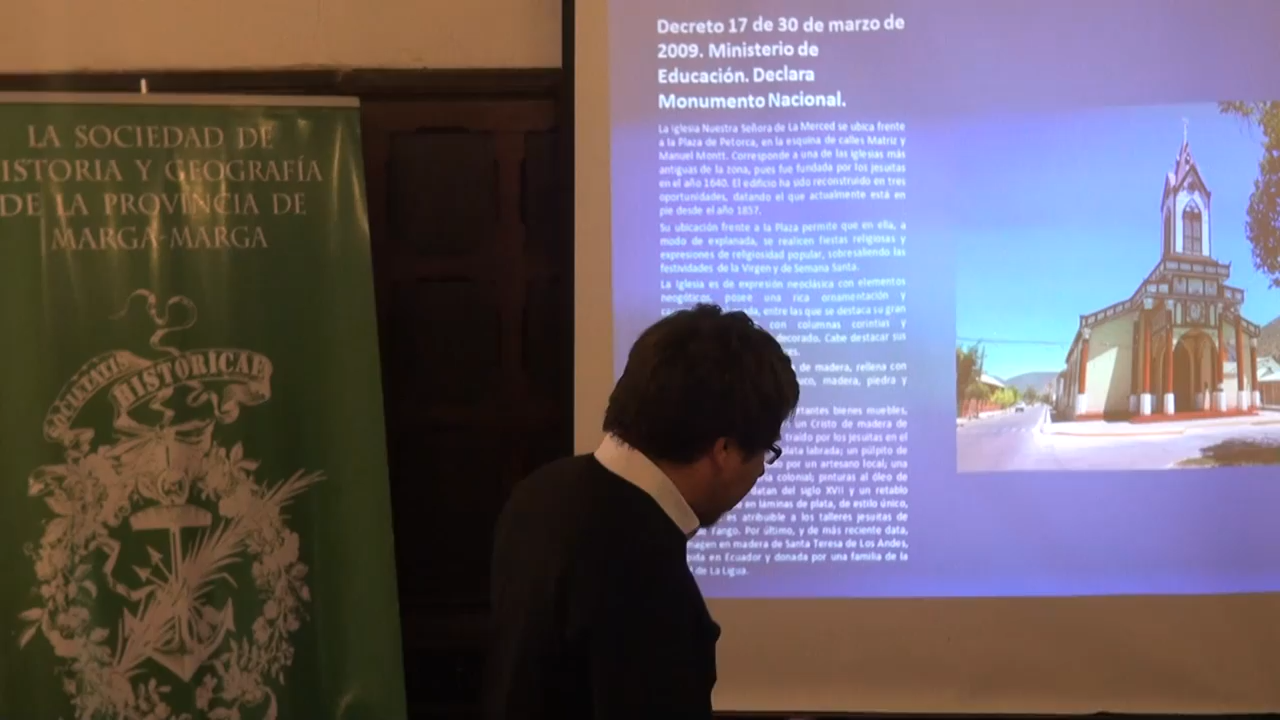 LA SOCIEDAD DE
ISTORIA Y GEOGRAFÍA
DE LA PROVINCIA DE
MARGA-MARGA
HISTORICAE
Decreto 17 de 30 de marzo de
2009. Ministerio de
Educación. Declara
Monumento Nacional.
La Iglesia Nuestra Señora de La Merced se ubica frente
a la Plaza de Petorca, en la esquina de calles Matriz y
Manuel Montt. Corresponde a una de las iglesias más
antiguas de la zona, pues fue fundada por los jesuitas
en el año 1640. El edificio ha sido reconstruido en tres
oportunidades, datando el que actualmente está en
pie desde el año 1857.
Su ubicación frente a la Plaza permite que en ella, a
modo de explanada, se realicen fiestas religiosas y
expresiones de religiosidad popular, sobresaliendo las
festividades de la Virgen y de Semana Santa.
La Iglesia es de expresión neoclásica con elementos
neogóticos, posee una rica ornamentación y
entre las que se destaca su gran
con columnas corintias y
decorado. Cabe destacar sus
de madera, rellena con
madera, piedra y
bienes muebles,
un Cristo de madera de
traído por los jesuitas en el
plata labrada; un púlpito de
por un artesano local; una
colonial; pinturas al óleo de
datan del siglo XVII y un retablo
en láminas de plata, de estilo único,
es atribuible a los talleres jesuitas de
Tango. Por último, y de más reciente data,
magen en madera de Santa Teresa de Los Andes,
en Ecuador y donada por una familia de la
de La Ligua.